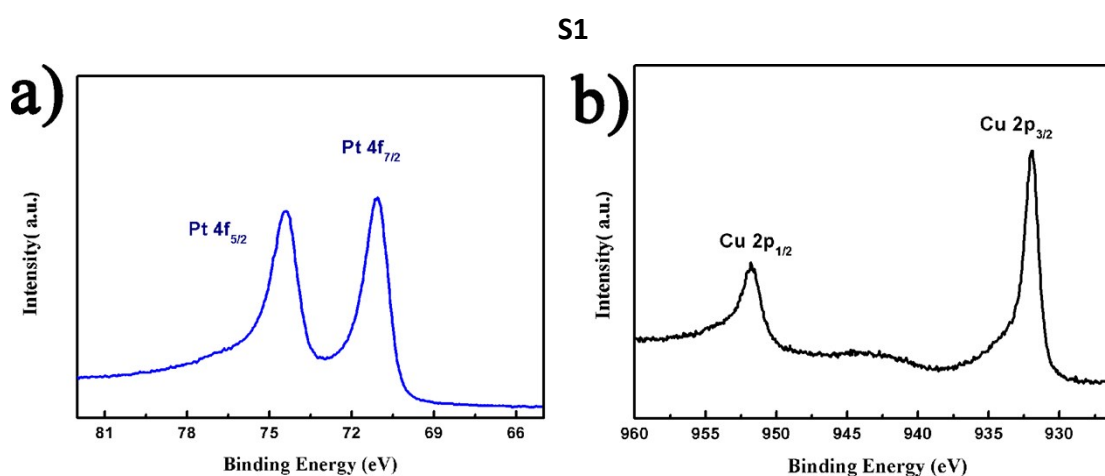 S1
a)
Pt 4f7/2
Pt 4f5/2
Intensity( a.u.)
81 78 75 71 69 66
Binding Energy (eV)
b)
Cu 2p3/2
Cu 2p1/2
Intensity( a.u.)
960 955 950 945 940 935 930
Binding Energy (eV)